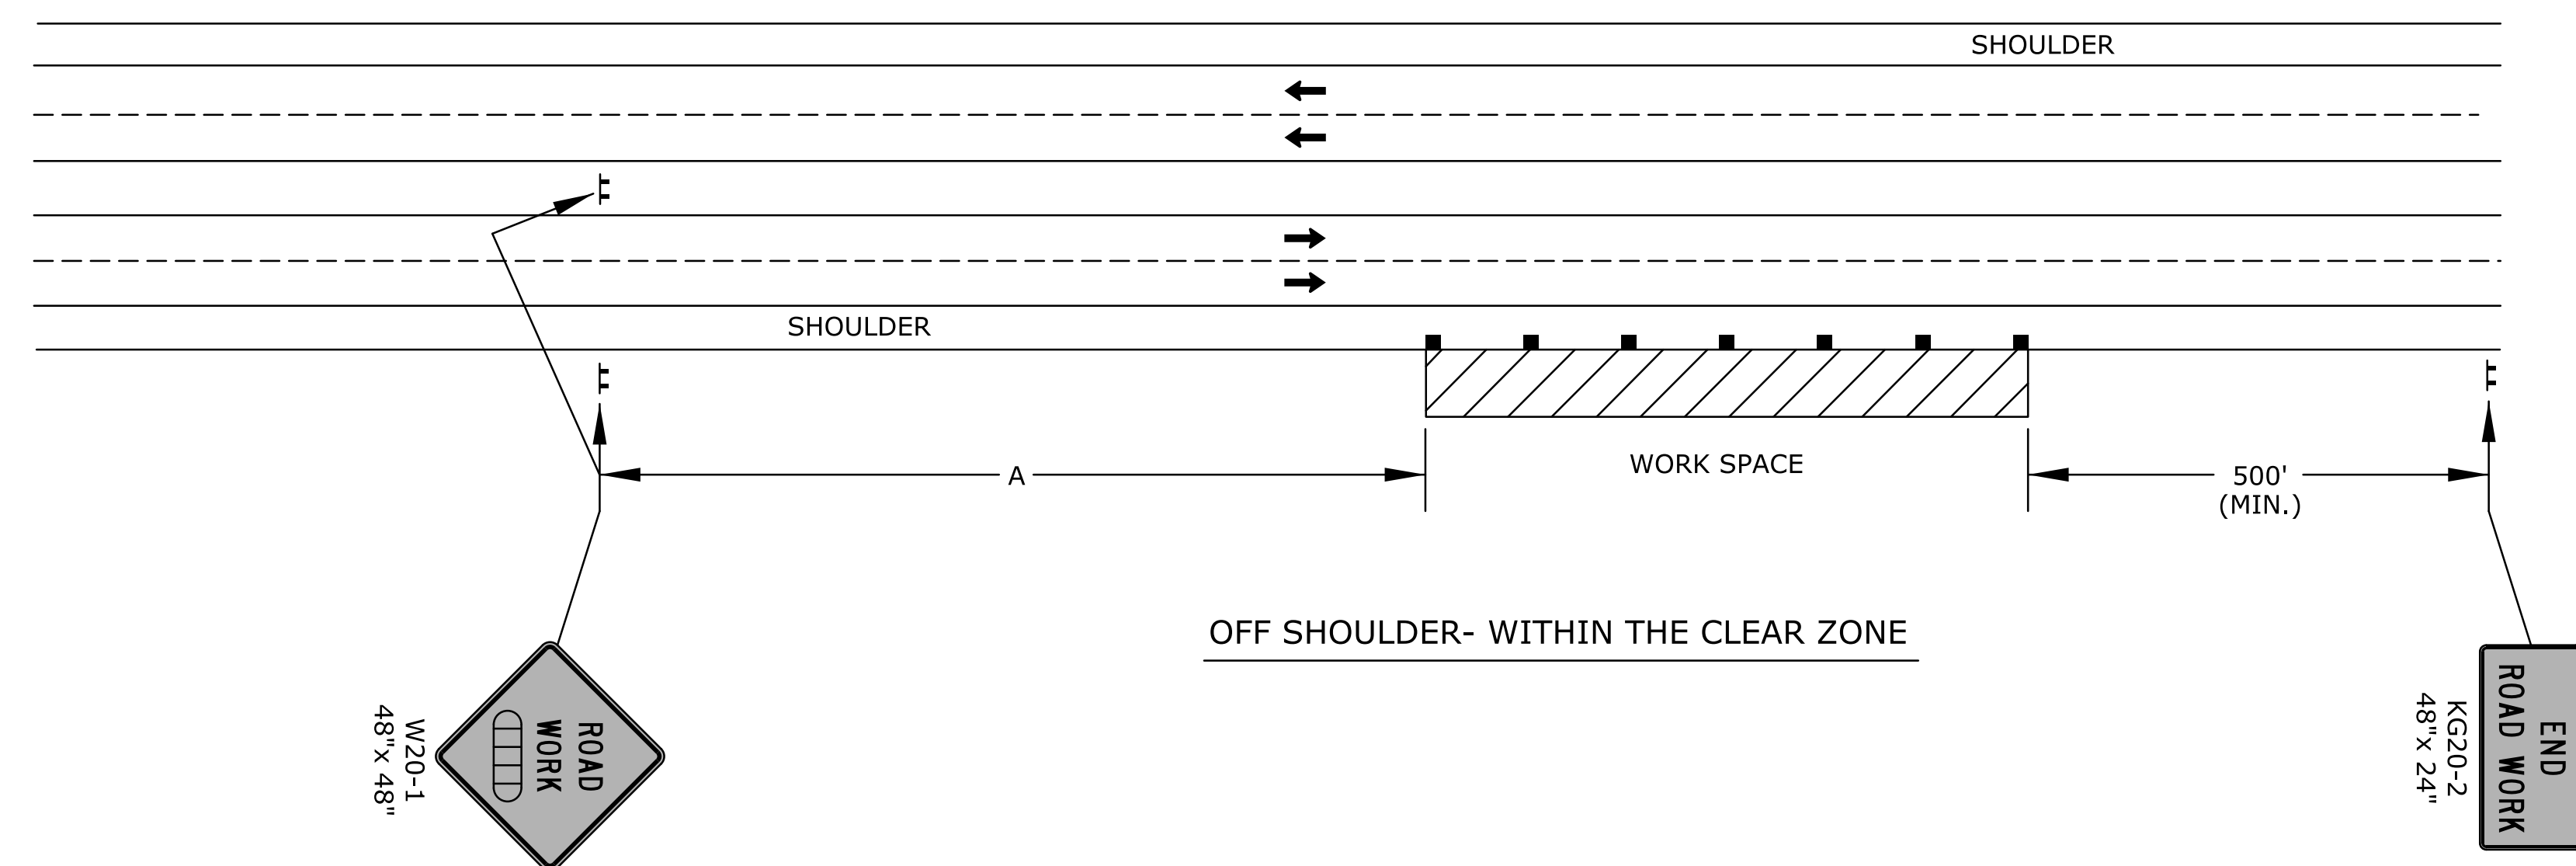 SHOULDER
SHOULDER
A
WORK SPACE
500'
(MIN.)
OFF SHOULDER- WITHIN THE CLEAR ZONE
ROAD
WORK
W20-1
48"x 48"
END
ROAD WORK
KG20-2
48"x 24"